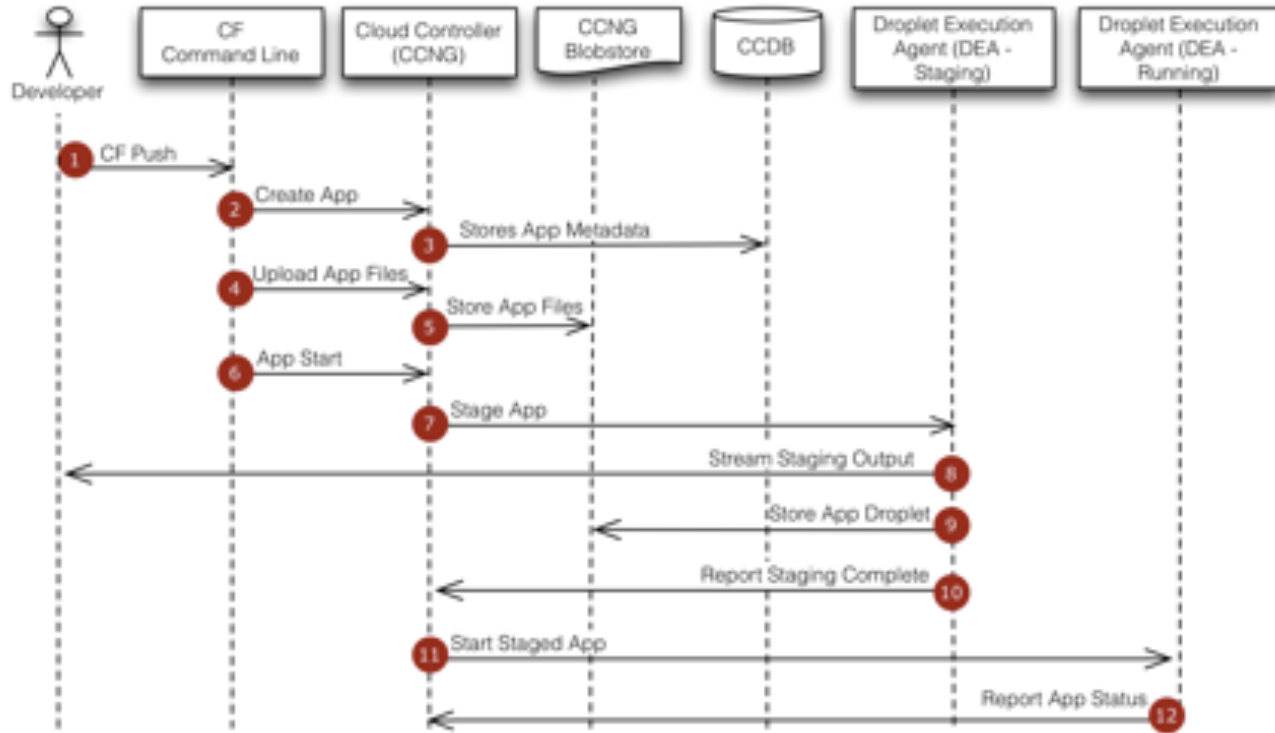 Developer
CF
Command Line
Cloud Controller
(CCNG)
CCNG
Blobstore
CCDB
Droplet Execution
Agent (DEA -
Staging)
Droplet Execution
Agent (DEA -
Running)
1 CF Push
2 Create App
3 Stores App Metadata
4 Upload App Files
5 Store App Files
6 App Start
7 Stage App
Stream Staging Output 8
Store App Droplet 9
Report Staging Complete 10
11 Start Staged App
Report App Status 12